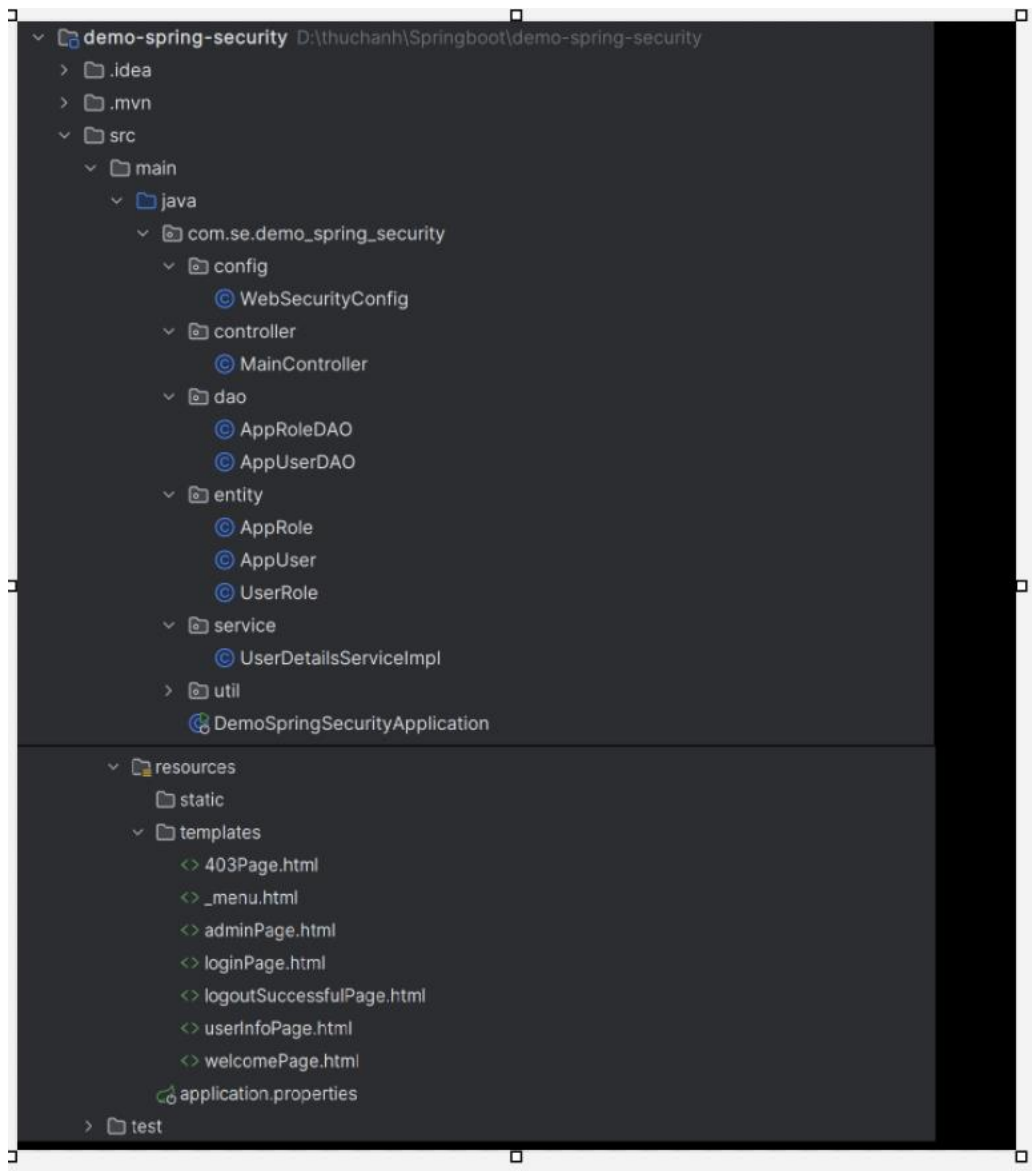 demo-spring-security D:\thuchanh\Springboot\demo-spring-security
.idea
.mvn
src
main
java
com.se.demo_spring_security
config
WebSecurityConfig
controller
MainController
dao
AppRoleDAO
AppUserDAO
entity
AppRole
AppUser
UserRole
service
UserDetailsServiceImpl
util
DemoSpringSecurityApplication
resources
static
templates
403Page.html
_menu.html
adminPage.html
loginPage.html
logoutSuccessfulPage.html
userInfoPage.html
welcomePage.html
application.properties
test